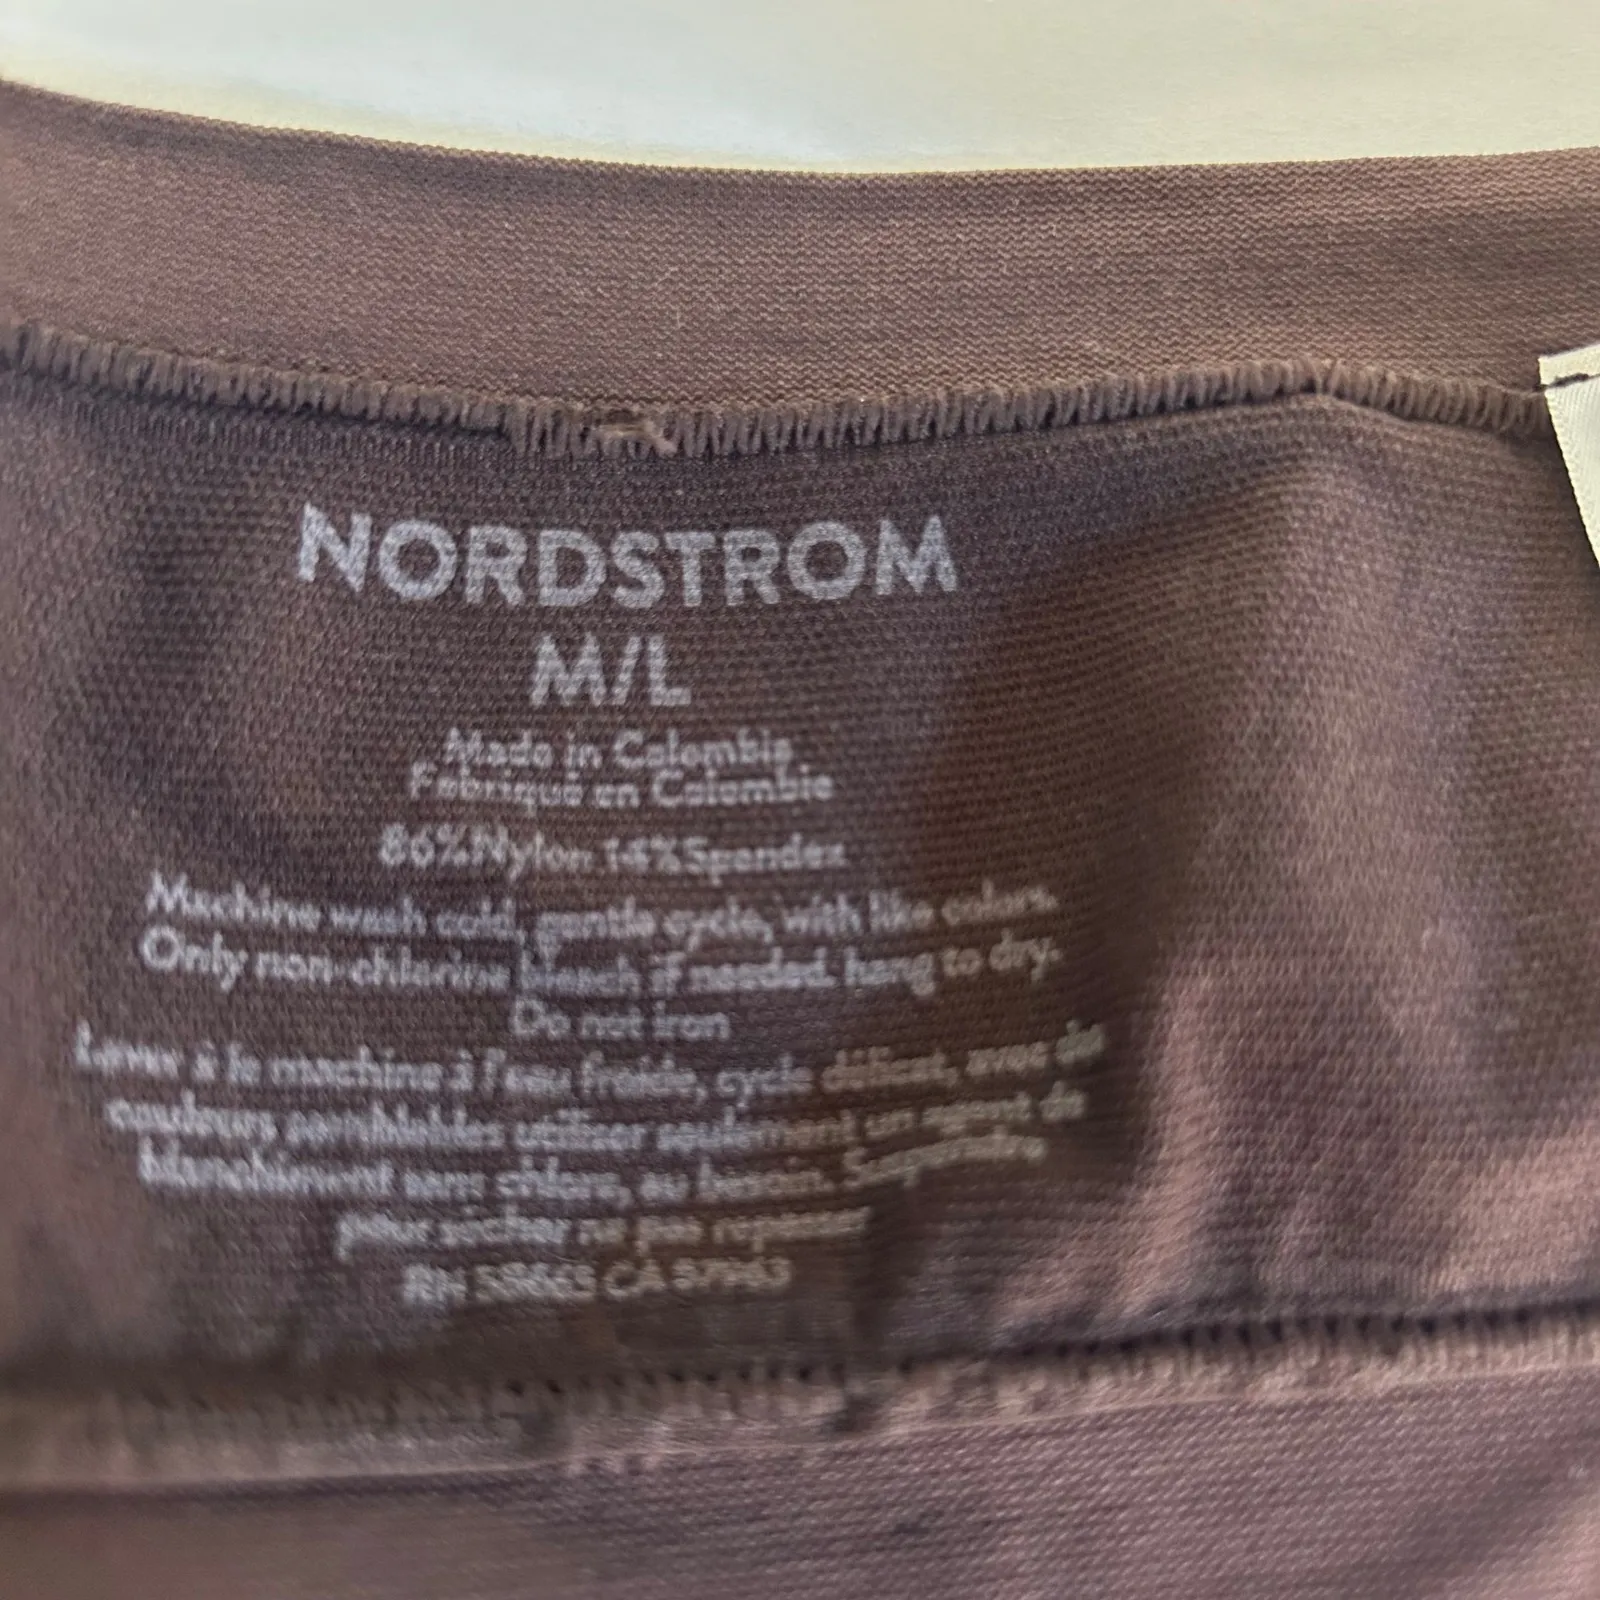 NORDSTROM
M/L
Made in Colombia
Fabriqué en Colombie
86%Nylon 14%Spandex
Machine wash cold, gentle cycle, with like colors.
Only non-chlorine bleach if needed. hang to dry.
Do not iron
Laver à la machine à l'eau froide, cycle délicat, avec de
couleurs semblables utiliser seulement un agent de
blanchiment sans chlore, au besoin. Suspendre
pour sécher ne pas repasser
RN CA